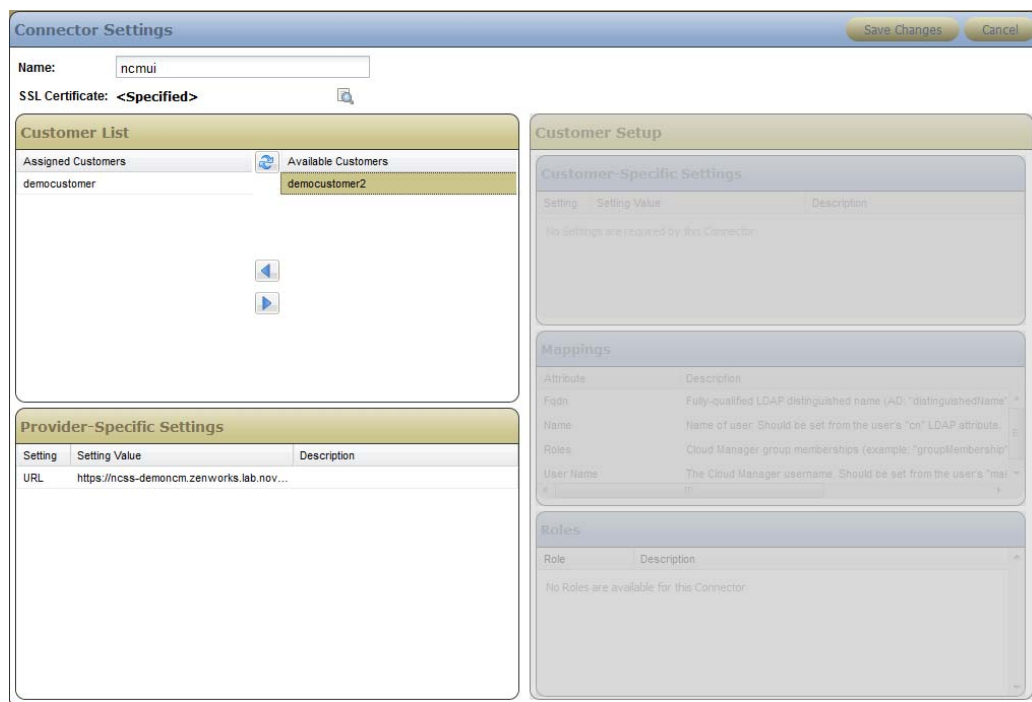 Connector Settings
Save Changes Cancel
Name: ncmui
SSL Certificate: <Specified>
Customer List
Assigned Customers Available Customers
democustomer democustomer2
Provider-Specific Settings
Setting Setting Value Description
URL https://ncss-democm.zenworks.lab.nov...
Customer Setup
Customer-Specific Settings
Setting Setting Value Description
No Settings are required by this Connector
Mappings
Attribute Description
Fqdn Fully-qualified LDAP distinguished name (AD: "distinguishedName"
Name Name of user. Should be set from the user's "cn" LDAP attribute.
Roles Cloud Manager group memberships (example: "groupMembership"
User Name The Cloud Manager username. Should be set from the user's "mai
Roles
Role Description
No Roles are available for this Connector